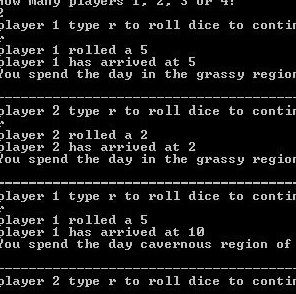 How many players 1, 2, 3 or 4?
2
player 1 type r to roll dice to contin
r
player 1 rolled a 5
player 1 has arrived at 5
You spend the day in the grassy region
player 2 type r to roll dice to contin
r
player 2 rolled a 2
player 2 has arrived at 2
You spend the day in the grassy region
player 1 type r to roll dice to contin
r
player 1 rolled a 5
player 1 has arrived at 10
You spend the day cavernous region of
player 2 type r to roll dice to contin